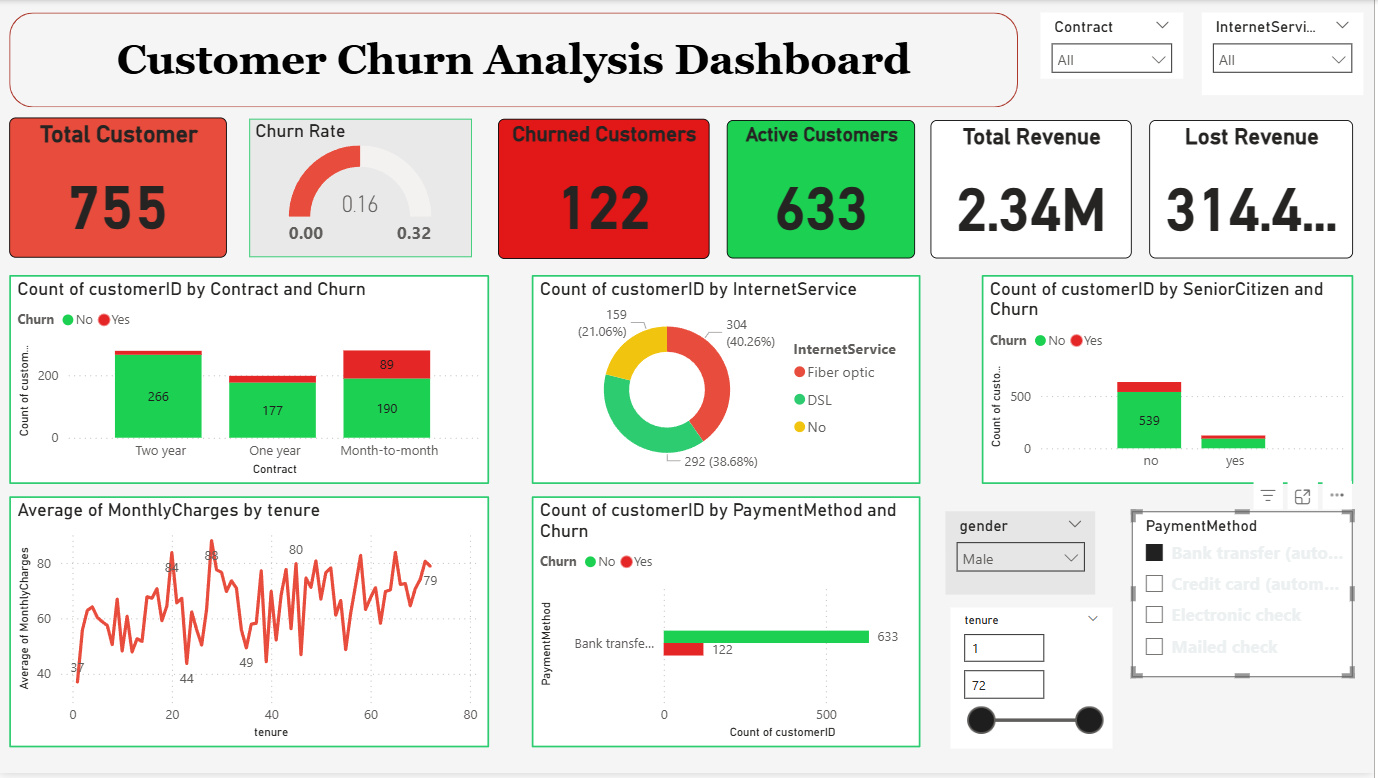 Customer Churn Analysis Dashboard
Contract
All
InternetServi...
All
Total Customer
755
Churn Rate
0.16
0.00
0.32
Churned Customers
122
Active Customers
633
Total Revenue
2.34M
Lost Revenue
314.4...
Count of customerID by Contract and Churn
Churn No Yes
Count of custom...
200
0
266
177
89
190
Two year
One year
Month-to-month
Contract
Count of customerID by InternetService
159
(21.06%)
304
(40.26%)
292 (38.68%)
InternetService
Fiber optic
DSL
No
Count of customerID by SeniorCitizen and
Churn
Churn No Yes
Count of custo...
500
0
539
no
yes
Average of MonthlyCharges by tenure
Average of MonthlyCharges
80
60
40
37
84
44
88
49
80
79
0
20
40
60
80
tenure
Count of customerID by PaymentMethod and
Churn
Churn No Yes
PaymentMethod
Bank transfe...
633
122
0
500
Count of customerID
gender
Male
tenure
1
72
PaymentMethod
Bank transfer (auto...
Credit card (autom...
Electronic check
Mailed check